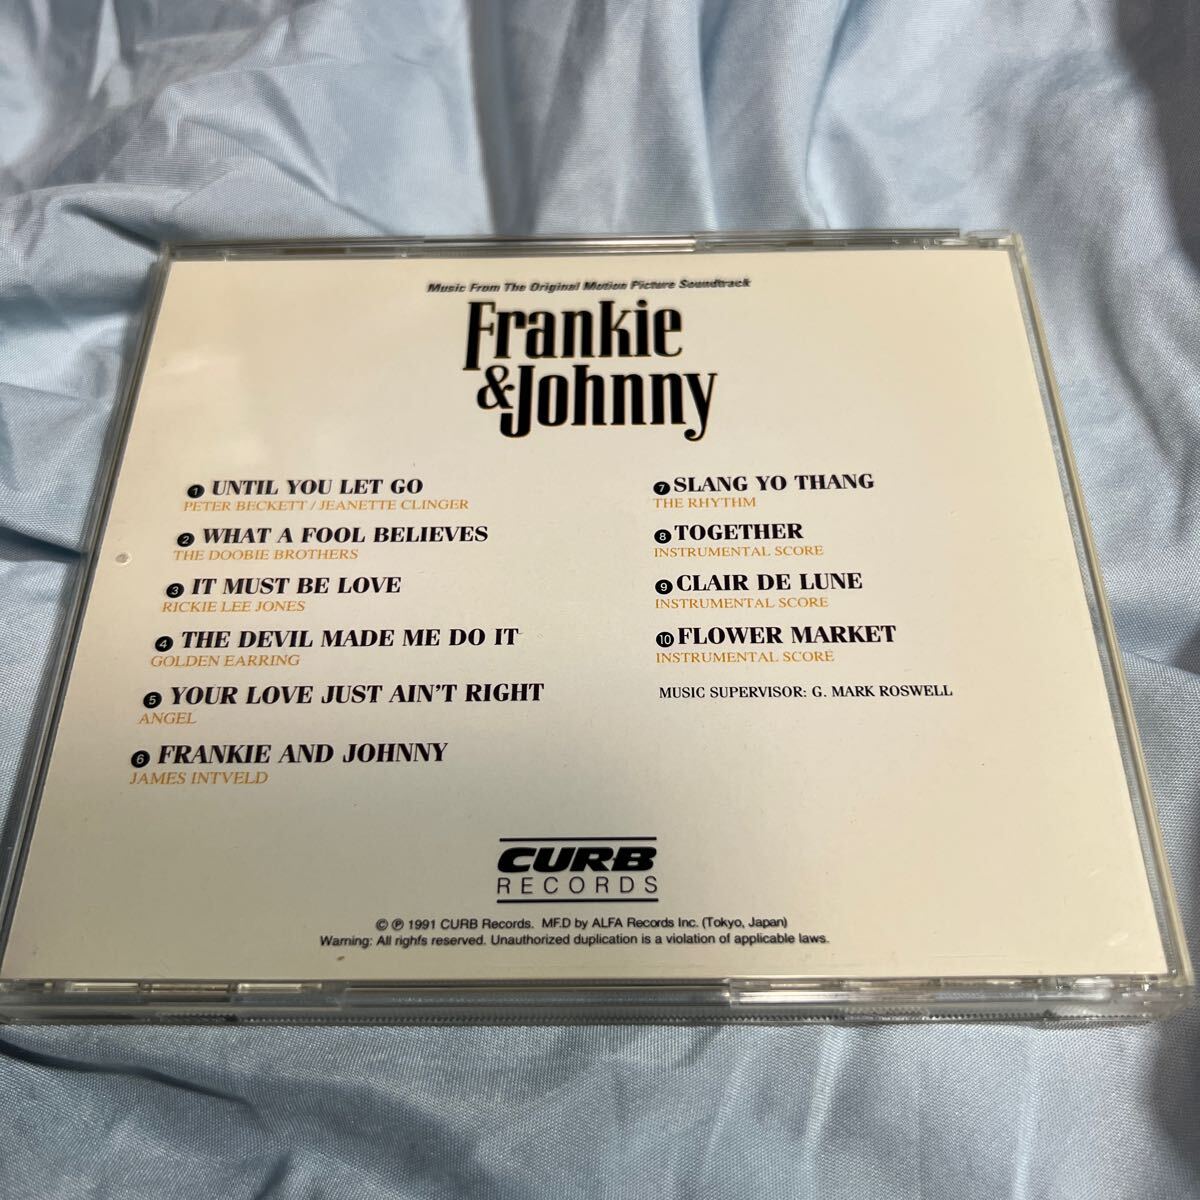 Music From The Original Motion Picture Soundtrack
Frankie
& Johnny
1 UNTIL YOU LET GO
PETER BECKETT / JEANETTE CLINGER
2 WHAT A FOOL BELIEVES
THE DOOBIE BROTHERS
3 IT MUST BE LOVE
RICKIE LEE JONES
4 THE DEVIL MADE ME DO IT
GOLDEN EARRING
5 YOUR LOVE JUST AIN'T RIGHT
ANGEL
6 FRANKIE AND JOHNNY
JAMES INTVELD
7 SLANG YO THANG
THE RHYTHM
8 TOGETHER
INSTRUMENTAL SCORE
9 CLAIR DE LUNE
INSTRUMENTAL SCORE
10 FLOWER MARKET
INSTRUMENTAL SCORE
MUSIC SUPERVISOR: G. MARK ROSWELL
CURB
RECORDS
© ℗ 1991 CURB Records. MF.D by ALFA Records Inc. (Tokyo, Japan)
Warning: All righfs reserved. Unauthorized duplication is a violation of applicable laws.